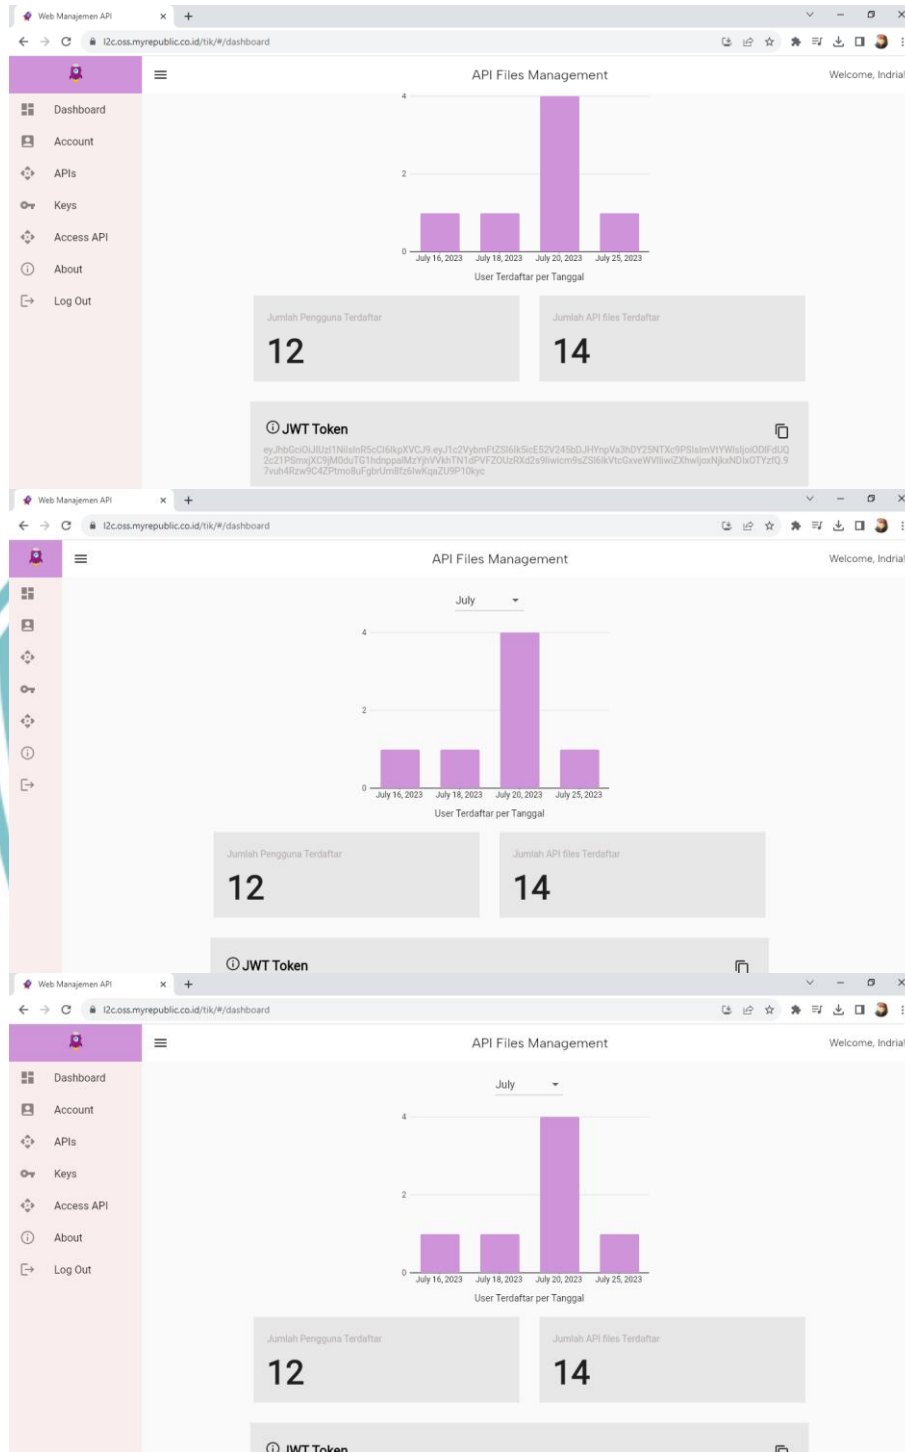 Web Manajemen API
l2c.oss.myrepublic.co.id/tik/#/dashboard
API Files Management
Welcome, Indrial
Dashboard
Account
APIs
Keys
Access API
About
Log Out
4
2
0
July 16, 2023 July 18, 2023 July 20, 2023 July 25, 2023
User Terdaftar per Tanggal
Jumlah Pengguna Terdaftar
12
Jumlah API files Terdaftar
14
JWT Token
Web Manajemen API
l2c.oss.myrepublic.co.id/tik/#/dashboard
API Files Management
Welcome, Indrial
July
4
2
0
July 16, 2023 July 18, 2023 July 20, 2023 July 25, 2023
User Terdaftar per Tanggal
Jumlah Pengguna Terdaftar
12
Jumlah API files Terdaftar
14
JWT Token
Web Manajemen API
l2c.oss.myrepublic.co.id/tik/#/dashboard
API Files Management
Welcome, Indrial
Dashboard
Account
APIs
Keys
Access API
About
Log Out
July
4
2
0
July 16, 2023 July 18, 2023 July 20, 2023 July 25, 2023
User Terdaftar per Tanggal
Jumlah Pengguna Terdaftar
12
Jumlah API files Terdaftar
14
JWT Token